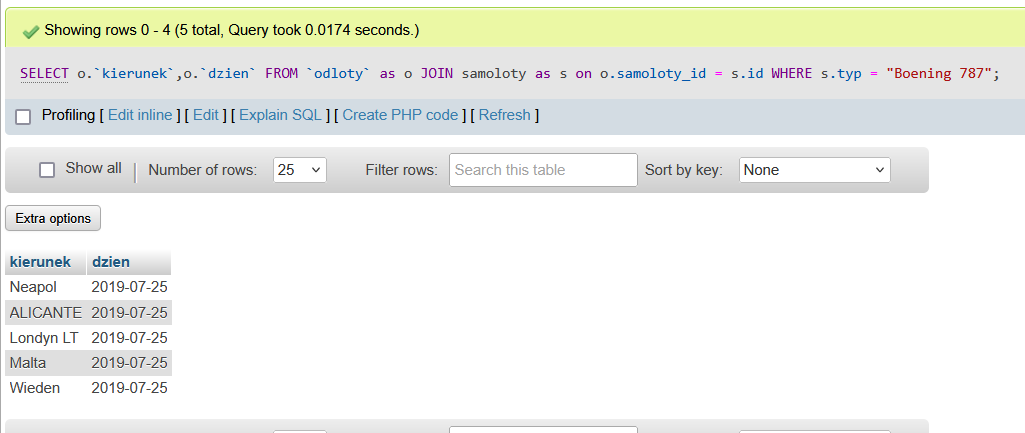 Showing rows 0 - 4 (5 total, Query took 0.0174 seconds.)
SELECT o.`kierunek`,o.`dzien` FROM `odloty` as o JOIN samoloty as s on o.samoloty_id = s.id WHERE s.typ = "Boening 787";
Profiling [ Edit inline ] [ Edit ] [ Explain SQL ] [ Create PHP code ] [ Refresh ]
Show all | Number of rows: 25 Filter rows: Search this table Sort by key: None
Extra options
kierunek dzien
Neapol 2019-07-25
ALICANTE 2019-07-25
Londyn LT 2019-07-25
Malta 2019-07-25
Wieden 2019-07-25